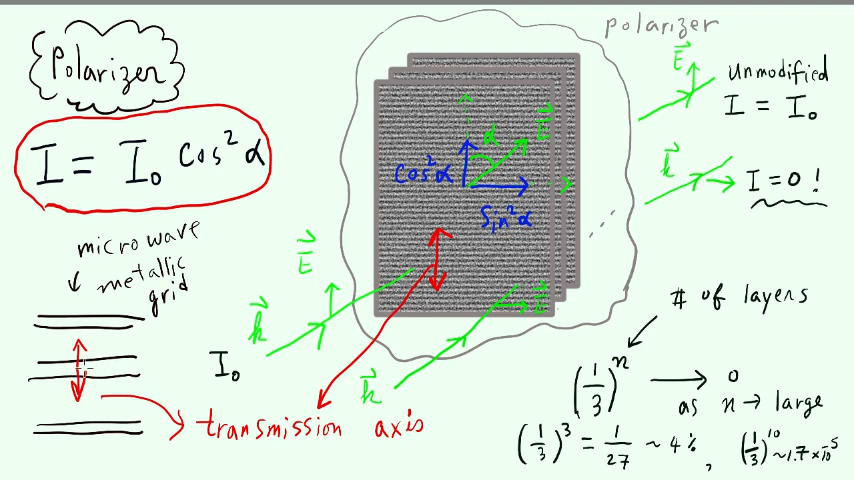 polarizer
Polarizer
I = I₀ cos²α
microwave
metallic
grid
E⃗
k⃗
I₀
k⃗
E⃗
transmission axis
α
E⃗
cos²α
Sin²α
E⃗
unmodified
I = I₀
k⃗
I = 0 !
# of layers
(1/3)ⁿ → 0
as n → large
(1/3)³ = 1/27 ~ 4%, (1/3)¹⁰ ~ 1.7 × 10⁻⁵